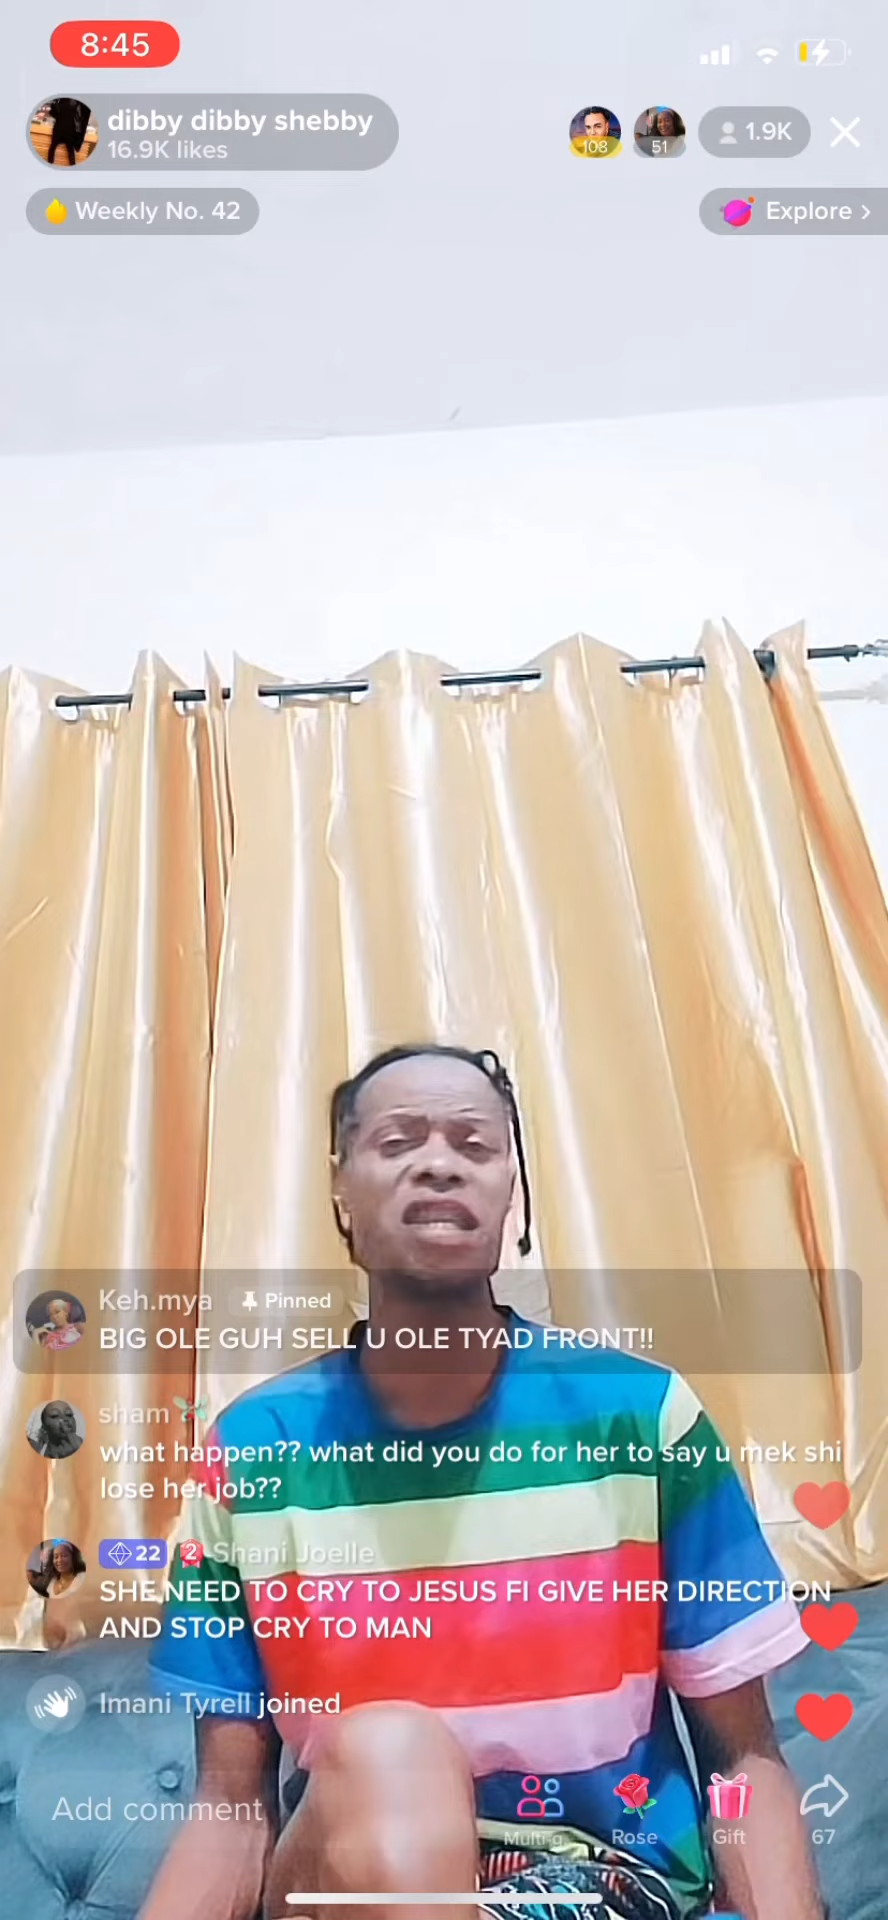 8:45
dibby dibby shebby
16.9K likes
108
51
1.9K
Weekly No. 42
Explore >
Keh.mya Pinned
BIG OLE GUH SELL U OLE TYAD FRONT!!
sham
what happen?? what did you do for her to say u mek shi
lose her job??
22 2 Shani Joelle
SHE NEED TO CRY TO JESUS FI GIVE HER DIRECTION
AND STOP CRY TO MAN
Imani Tyrell joined
Add comment
Multi-g
Rose
Gift
67